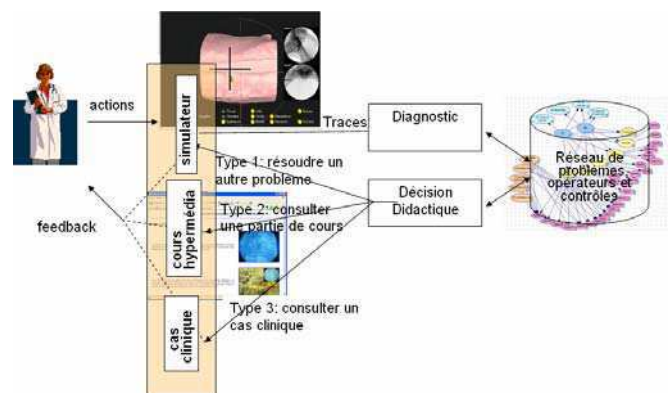 actions
simulateur
Traces
Diagnostic
Réseau de
problèmes
opérateurs et
contrôles
Type 1: résoudre un
autre problème
Décision
Didactique
feedback
cours
hypermédia
Type 2: consulter
une partie de cours
Type 3: consulter un
cas clinique
cas
clinique